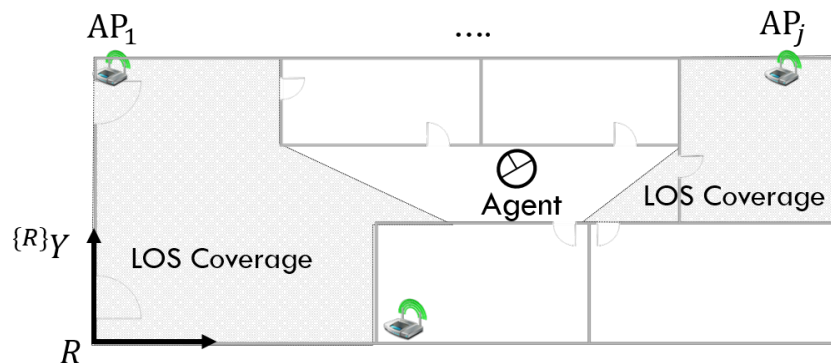 AP₁
....
APⱼ
Agent
LOS Coverage
{R}Y
LOS Coverage
R